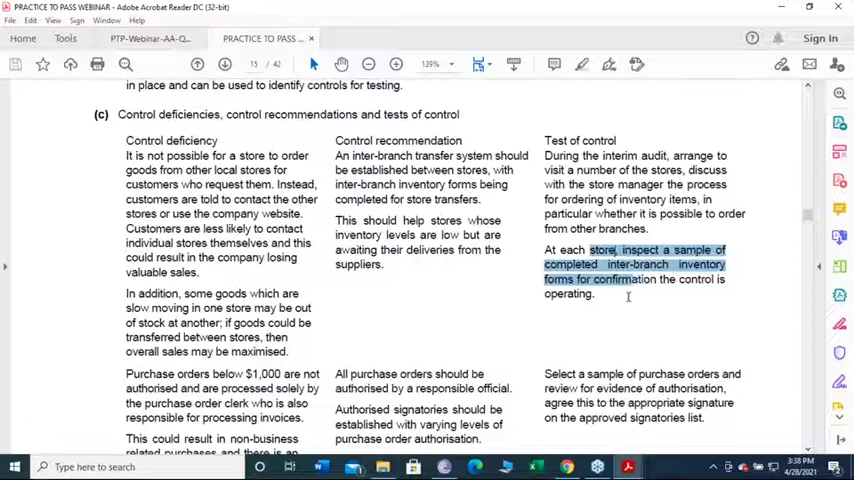 PRACTICE TO PASS WEBINAR - Adobe Acrobat Reader DC (32-bit)
File Edit View Sign Window Help
Home Tools PTP-Webinar-AA-Q... PRACTICE TO PASS ... × Sign In
15 / 42 139%
in place and can be used to identify controls for testing.
(c) Control deficiencies, control recommendations and tests of control
Control deficiency
It is not possible for a store to order
goods from other local stores for
customers who request them. Instead,
customers are told to contact the other
stores or use the company website.
Customers are less likely to contact
individual stores themselves and this
could result in the company losing
valuable sales.
In addition, some goods which are
slow moving in one store may be out
of stock at another; if goods could be
transferred between stores, then
overall sales may be maximised.
Control recommendation
An inter-branch transfer system should
be established between stores, with
inter-branch inventory forms being
completed for store transfers.
This should help stores whose
inventory levels are low but are
awaiting their deliveries from the
suppliers.
Test of control
During the interim audit, arrange to
visit a number of the stores, discuss
with the store manager the process
for ordering of inventory items, in
particular whether it is possible to order
from other branches.
At each store, inspect a sample of
completed inter-branch inventory
forms for confirmation the control is
operating.
Purchase orders below $1,000 are not
authorised and are processed solely by
the purchase order clerk who is also
responsible for processing invoices.
This could result in non-business
related purchases and there is an
All purchase orders should be
authorised by a responsible official.
Authorised signatories should be
established with varying levels of
purchase order authorisation.
Select a sample of purchase orders and
review for evidence of authorisation,
agree this to the appropriate signature
on the approved signatories list.
Type here to search
3:38 PM
4/28/2021